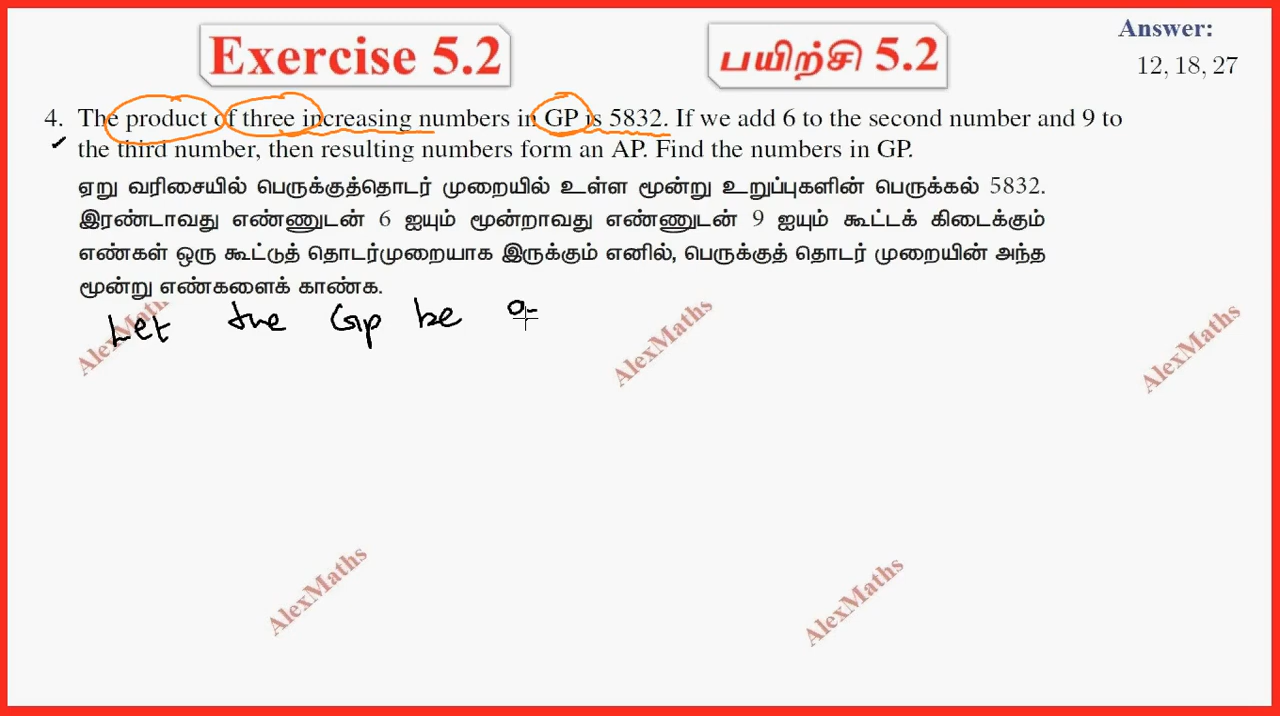 Exercise 5.2
பயிற்சி 5.2
Answer:
12, 18, 27
4. The product of three increasing numbers in GP is 5832. If we add 6 to the second number and 9 to
the third number, then resulting numbers form an AP. Find the numbers in GP.
ஏறு வரிசையில் பெருக்குத்தொடர் முறையில் உள்ள மூன்று உறுப்புகளின் பெருக்கல் 5832.
இரண்டாவது எண்ணுடன் 6 ஐயும் மூன்றாவது எண்ணுடன் 9 ஐயும் கூட்டக் கிடைக்கும்
எண்கள் ஒரு கூட்டுத் தொடர்முறையாக இருக்கும் எனில், பெருக்குத் தொடர் முறையின் அந்த
மூன்று எண்களைக் காண்க.
Let the Gp be
AlexMaths
AlexMaths
AlexMaths
AlexMaths
AlexMaths